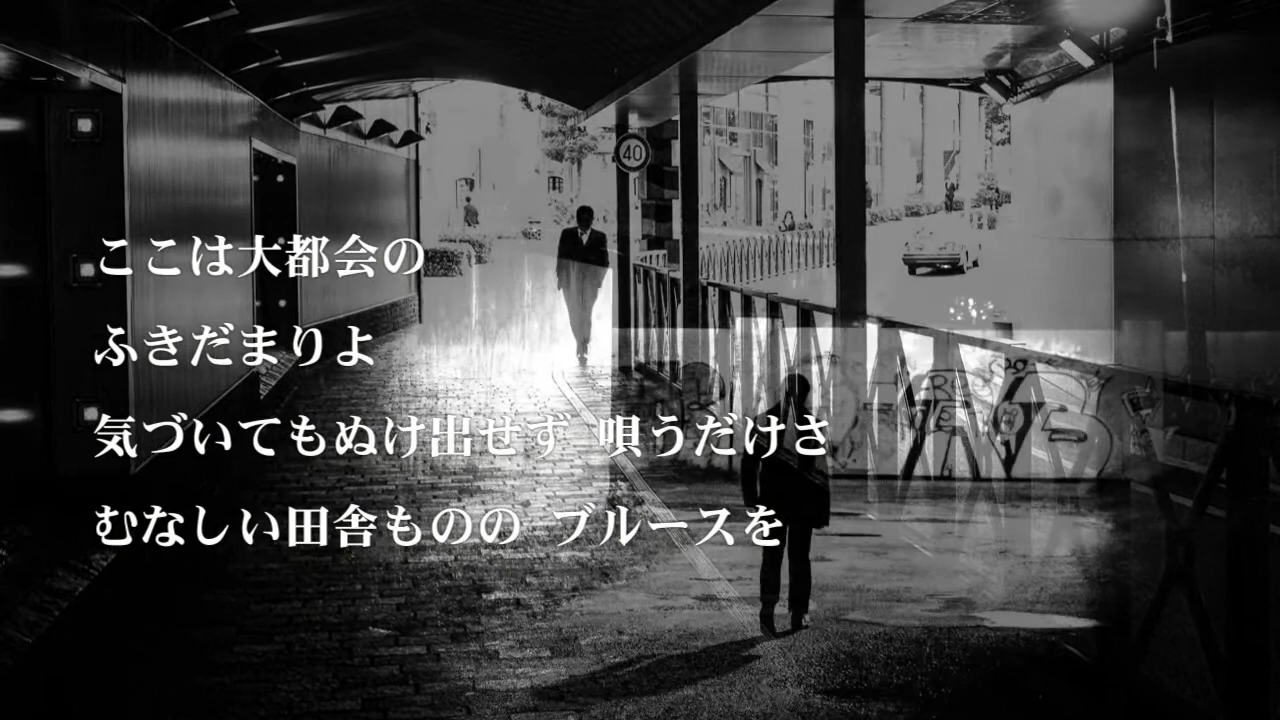 40
ここは大都会の
ふきだまりよ
気づいてもぬけ出せず 唄うだけさ
むなしい田舎ものの ブルースを